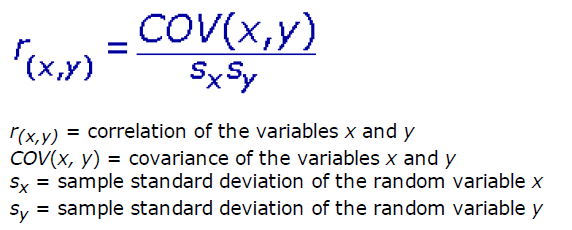 r(x,y) = COV(x,y) / sxsy
r(x,y) = correlation of the variables x and y
COV(x, y) = covariance of the variables x and y
sx = sample standard deviation of the random variable x
sy = sample standard deviation of the random variable y